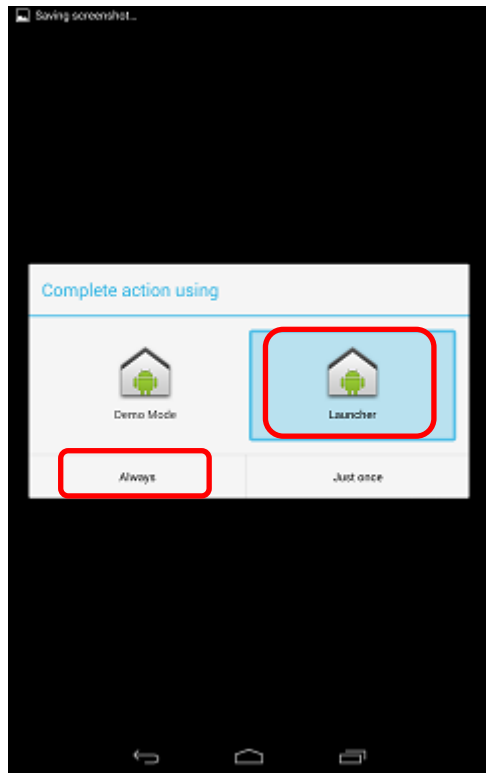 Saving screenshot...
Complete action using
Demo Mode
Launcher
Always
Just once